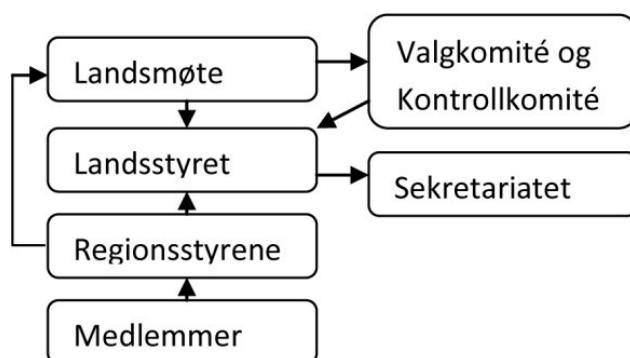 Landsmøte
Valgkomité og
Kontrollkomité
Landsstyret
Sekretariatet
Regionsstyrene
Medlemmer